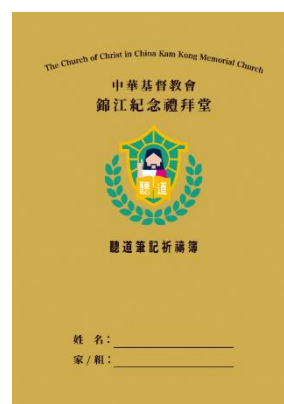 The Church of Christ in China Kam Kong Memorial Church
中華基督教會
錦江紀念禮拜堂
聽 道
聽道筆記祈禱簿
姓 名：
家 / 組：